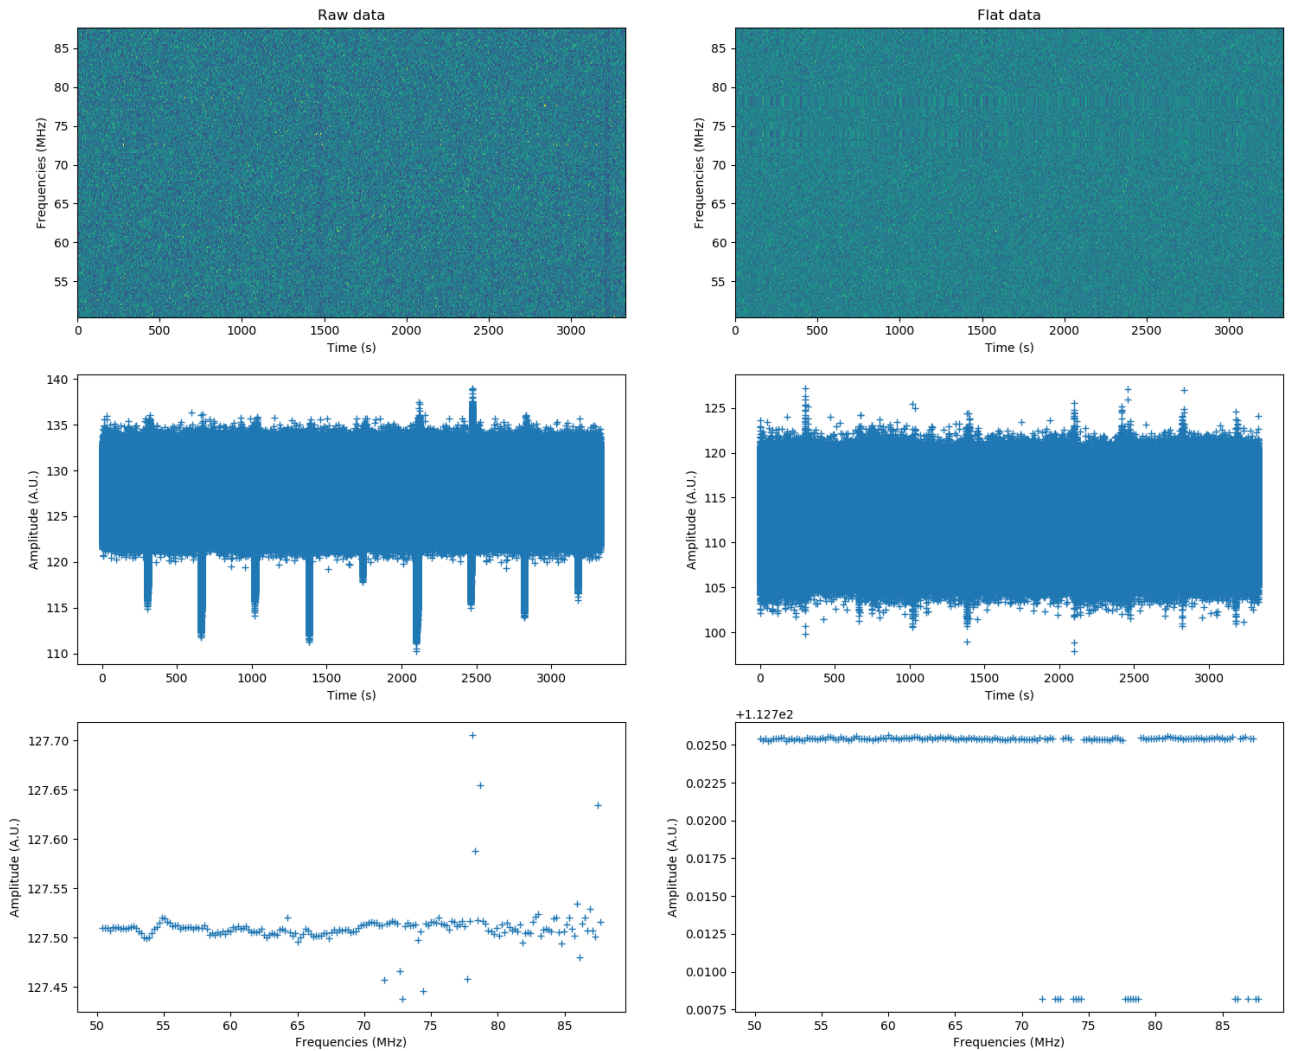 Raw data
Flat data
85
80
75
70
65
60
55
Frequencies (MHz)
0 500 1000 1500 2000 2500 3000
Time (s)
85
80
75
70
65
60
55
Frequencies (MHz)
0 500 1000 1500 2000 2500 3000
Time (s)
140
135
130
125
120
115
110
Amplitude (A.U.)
0 500 1000 1500 2000 2500 3000
Time (s)
125
120
115
110
105
100
Amplitude (A.U.)
0 500 1000 1500 2000 2500 3000
Time (s)
127.70
127.65
127.60
127.55
127.50
127.45
Amplitude (A.U.)
50 55 60 65 70 75 80 85
Frequencies (MHz)
+1.127e2
0.0250
0.0225
0.0200
0.0175
0.0150
0.0125
0.0100
0.0075
Amplitude (A.U.)
50 55 60 65 70 75 80 85
Frequencies (MHz)